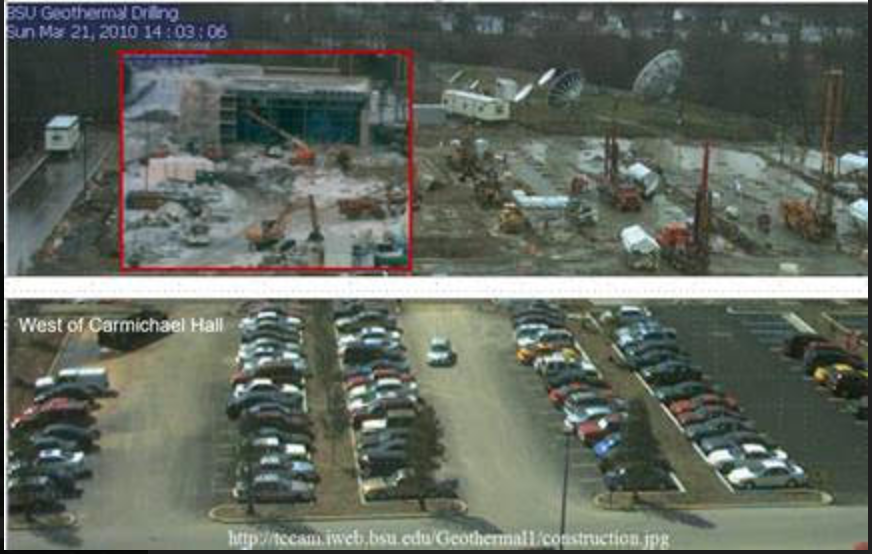 BSU Geothermal Drilling
Sun Mar 21, 2010 14:03:06
West of Carmichael Hall
http://tccam.iweb.bsu.edu/Geothermal1/construction.jpg